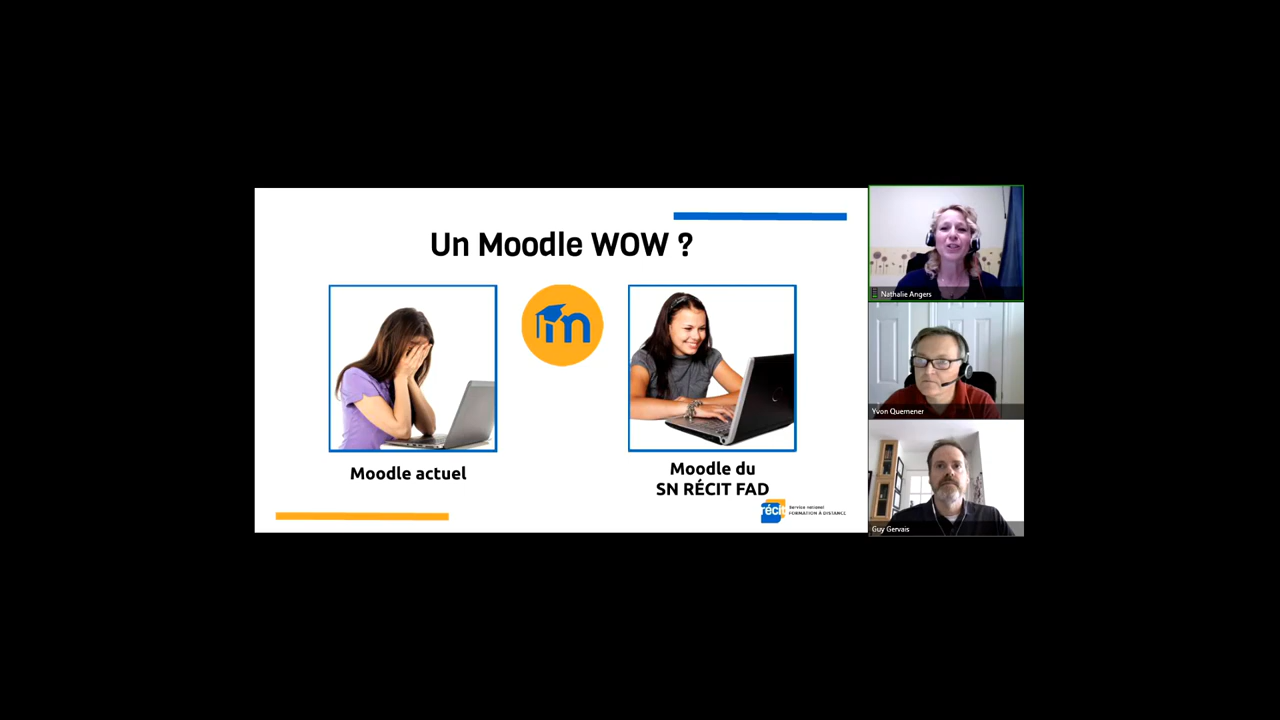 Un Moodle WOW ?
Moodle actuel
Moodle du
SN RÉCIT FAD
récit
Service national
FORMATION À DISTANCE
Nathalie Angers
Yvon Quemener
Guy Gervais